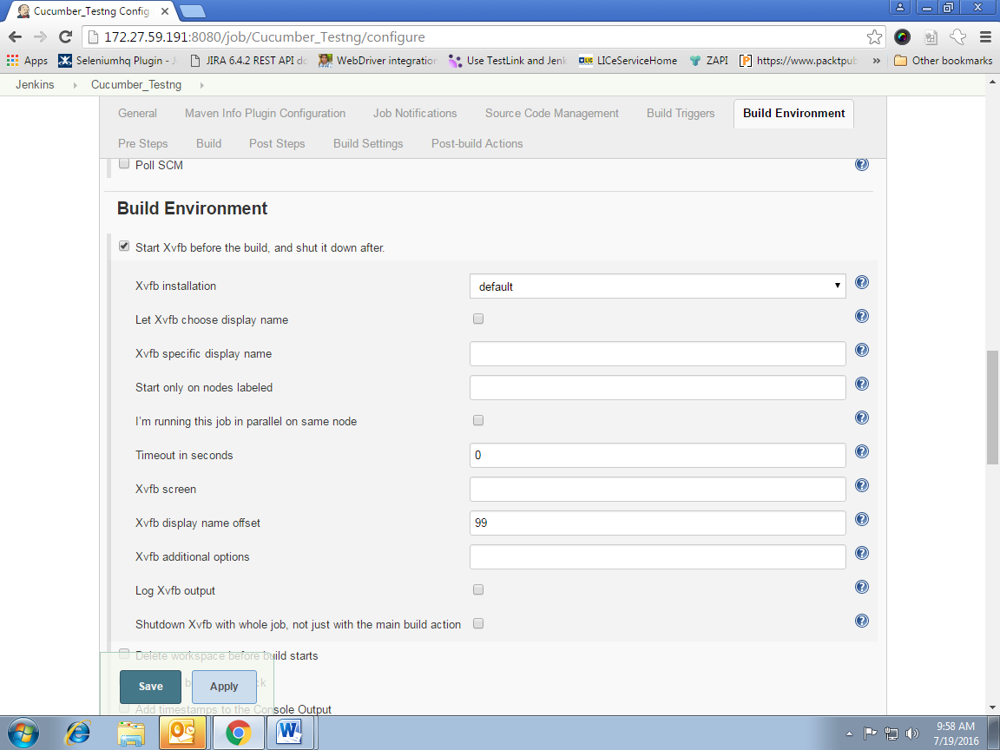 Cucumber_Testng Config
172.27.59.191:8080/job/Cucumber_Testng/configure
Apps Seleniumhq Plugin - J JIRA 6.4.2 REST API do WebDriver integration Use TestLink and Jenk LICeServiceHome ZAPI https://www.packtpub » Other bookmarks
Jenkins Cucumber_Testng
General Maven Info Plugin Configuration Job Notifications Source Code Management Build Triggers Build Environment
Pre Steps Build Post Steps Build Settings Post-build Actions
Poll SCM
Build Environment
Start Xvfb before the build, and shut it down after.
Xvfb installation default
Let Xvfb choose display name
Xvfb specific display name
Start only on nodes labeled
I'm running this job in parallel on same node
Timeout in seconds 0
Xvfb screen
Xvfb display name offset 99
Xvfb additional options
Log Xvfb output
Shutdown Xvfb with whole job, not just with the main build action
Delete workspace before build starts
Save Apply
Add timestamps to the Console Output
9:58 AM
7/19/2016